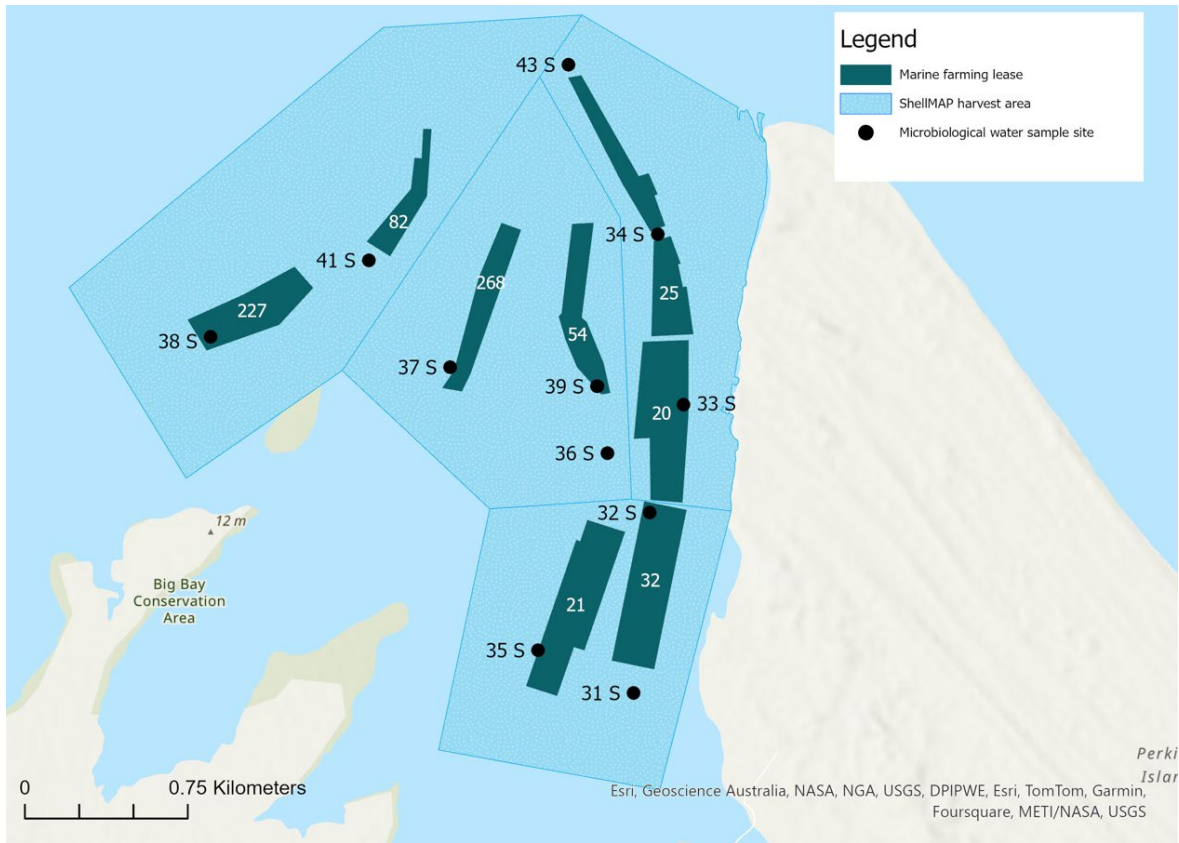 Legend
Marine farming lease
ShellMAP harvest area
Microbiological water sample site
43 S
82
34 S
41 S
268
25
227
54
38 S
37 S
39 S
33 S
20
36 S
32 S
12 m
32
Big Bay
Conservation
Area
21
35 S
31 S
Perki
Islan
0
0.75 Kilometers
Esri, Geoscience Australia, NASA, NGA, USGS, DPIPWE, Esri, TomTom, Garmin,
Foursquare, METI/NASA, USGS